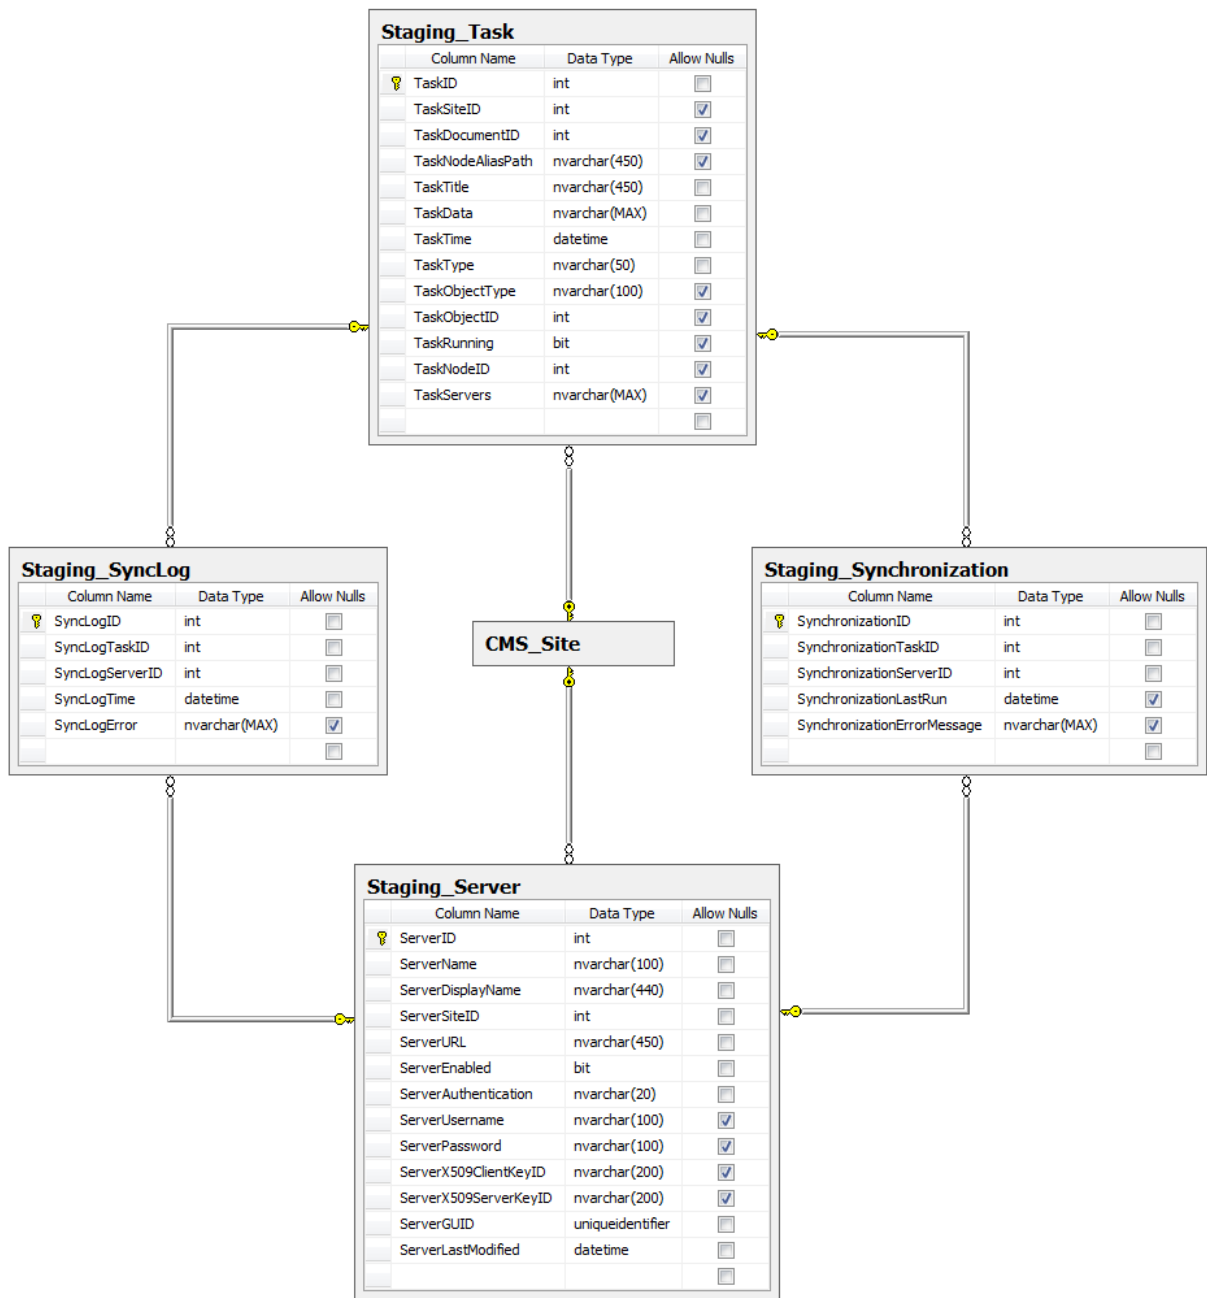 Staging_Task
Column Name Data Type Allow Nulls
TaskID int
TaskSiteID int
TaskDocumentID int
TaskNodeAliasPath nvarchar(450)
TaskTitle nvarchar(450)
TaskData nvarchar(MAX)
TaskTime datetime
TaskType nvarchar(50)
TaskObjectType nvarchar(100)
TaskObjectID int
TaskRunning bit
TaskNodeID int
TaskServers nvarchar(MAX)
Staging_SyncLog
Column Name Data Type Allow Nulls
SyncLogID int
SyncLogTaskID int
SyncLogServerID int
SyncLogTime datetime
SyncLogError nvarchar(MAX)
CMS_Site
Staging_Synchronization
Column Name Data Type Allow Nulls
SynchronizationID int
SynchronizationTaskID int
SynchronizationServerID int
SynchronizationLastRun datetime
SynchronizationErrorMessage nvarchar(MAX)
Staging_Server
Column Name Data Type Allow Nulls
ServerID int
ServerName nvarchar(100)
ServerDisplayName nvarchar(440)
ServerSiteID int
ServerURL nvarchar(450)
ServerEnabled bit
ServerAuthentication nvarchar(20)
ServerUsername nvarchar(100)
ServerPassword nvarchar(100)
ServerX509ClientKeyID nvarchar(200)
ServerX509ServerKeyID nvarchar(200)
ServerGUID uniqueidentifier
ServerLastModified datetime